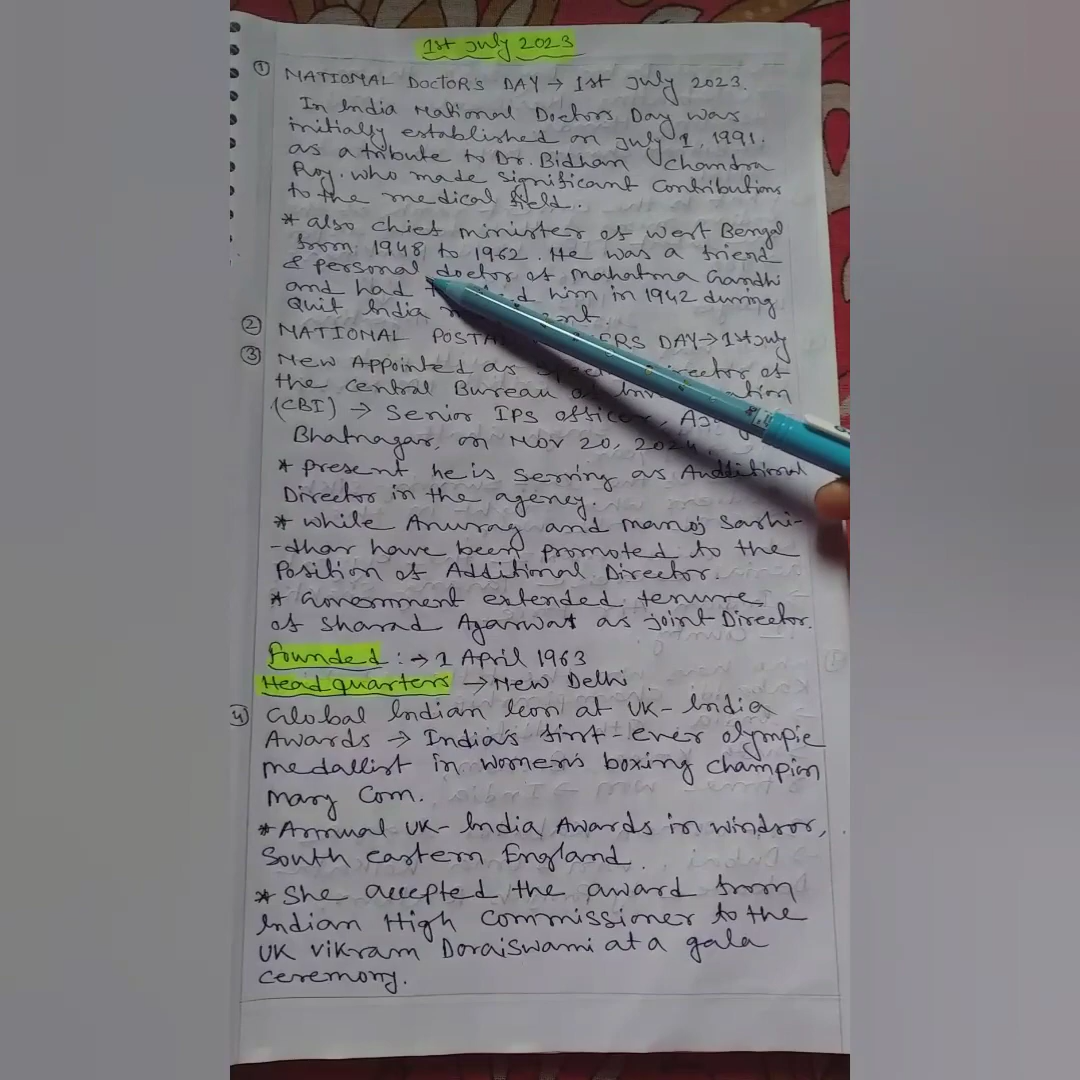 1st July 2023
① NATIONAL DOCTOR'S DAY → 1st July 2023.
In India National Doctors Day was
initially established on July 1, 1991.
as a tribute to Dr. Bidhan Chandra
Roy. who made significant contributions
to the medical field.
* also chief minister of West Bengal
from 1948 to 1962. He was a friend
& personal doctor of Mahatma Gandhi
and had him in 1942 during
Quit India
② NATIONAL DAY → 1st July
③ New Appointed as of
the Central Bureau
(CBI) → Senior IPS officer,
Bhatnagar, on Nov 20, 2024.
* present he is serving as Additional
Director in the agency.
* while Anurag and manoj Sashi-
-dhar have been promoted to the
Position of Additional Director.
* Government extended tenure
of Sharad Agarwal as joint Director.
Founded : → 1 April 1963
Headquarters → New Delhi
④ Global Indian Icon at UK-India
Awards → India's first-ever olympic
medallist in women's boxing champion
Mary Com.
* Annual UK-India Awards in windsor,
South eastern England.
* She accepted the award from
Indian High Commissioner to the
UK Vikram Doraiswami at a gala
ceremony.